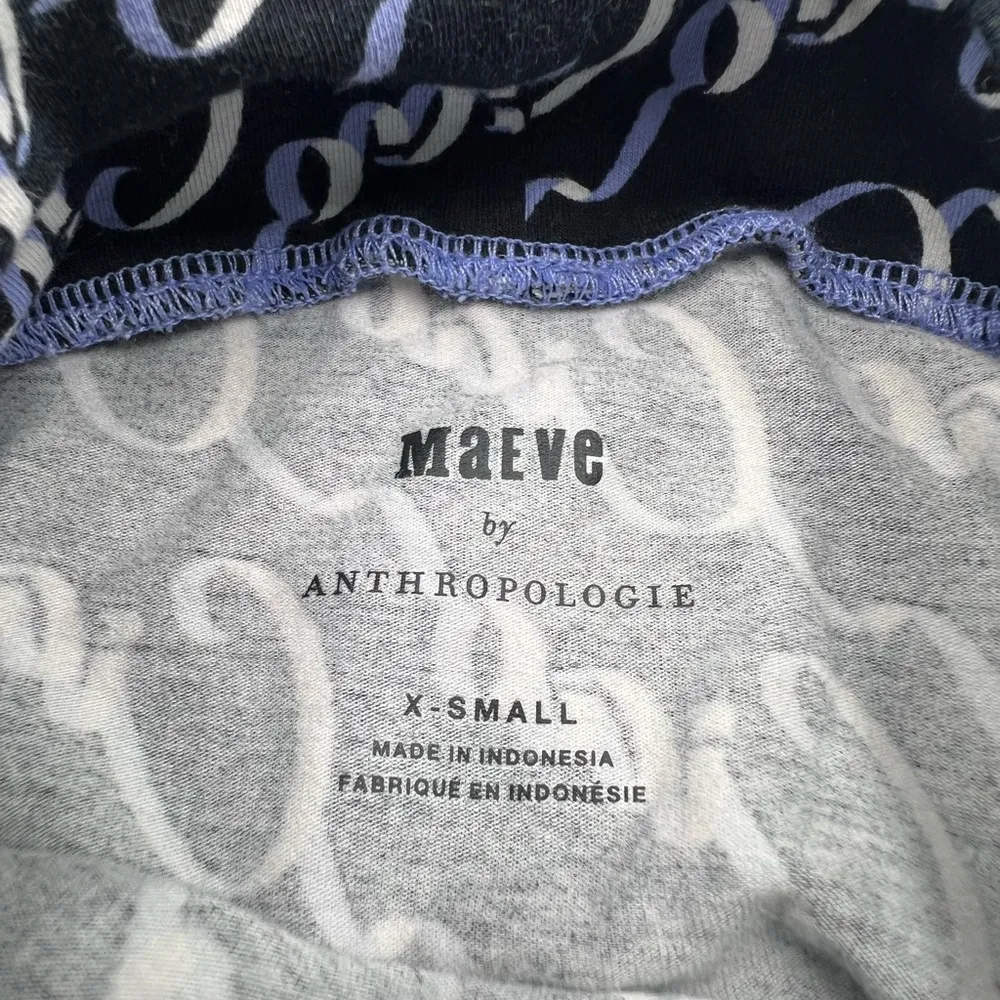 MaEVe
by
ANTHROPOLOGIE
X-SMALL
MADE IN INDONESIA
FABRIQUÉ EN INDONÉSIE